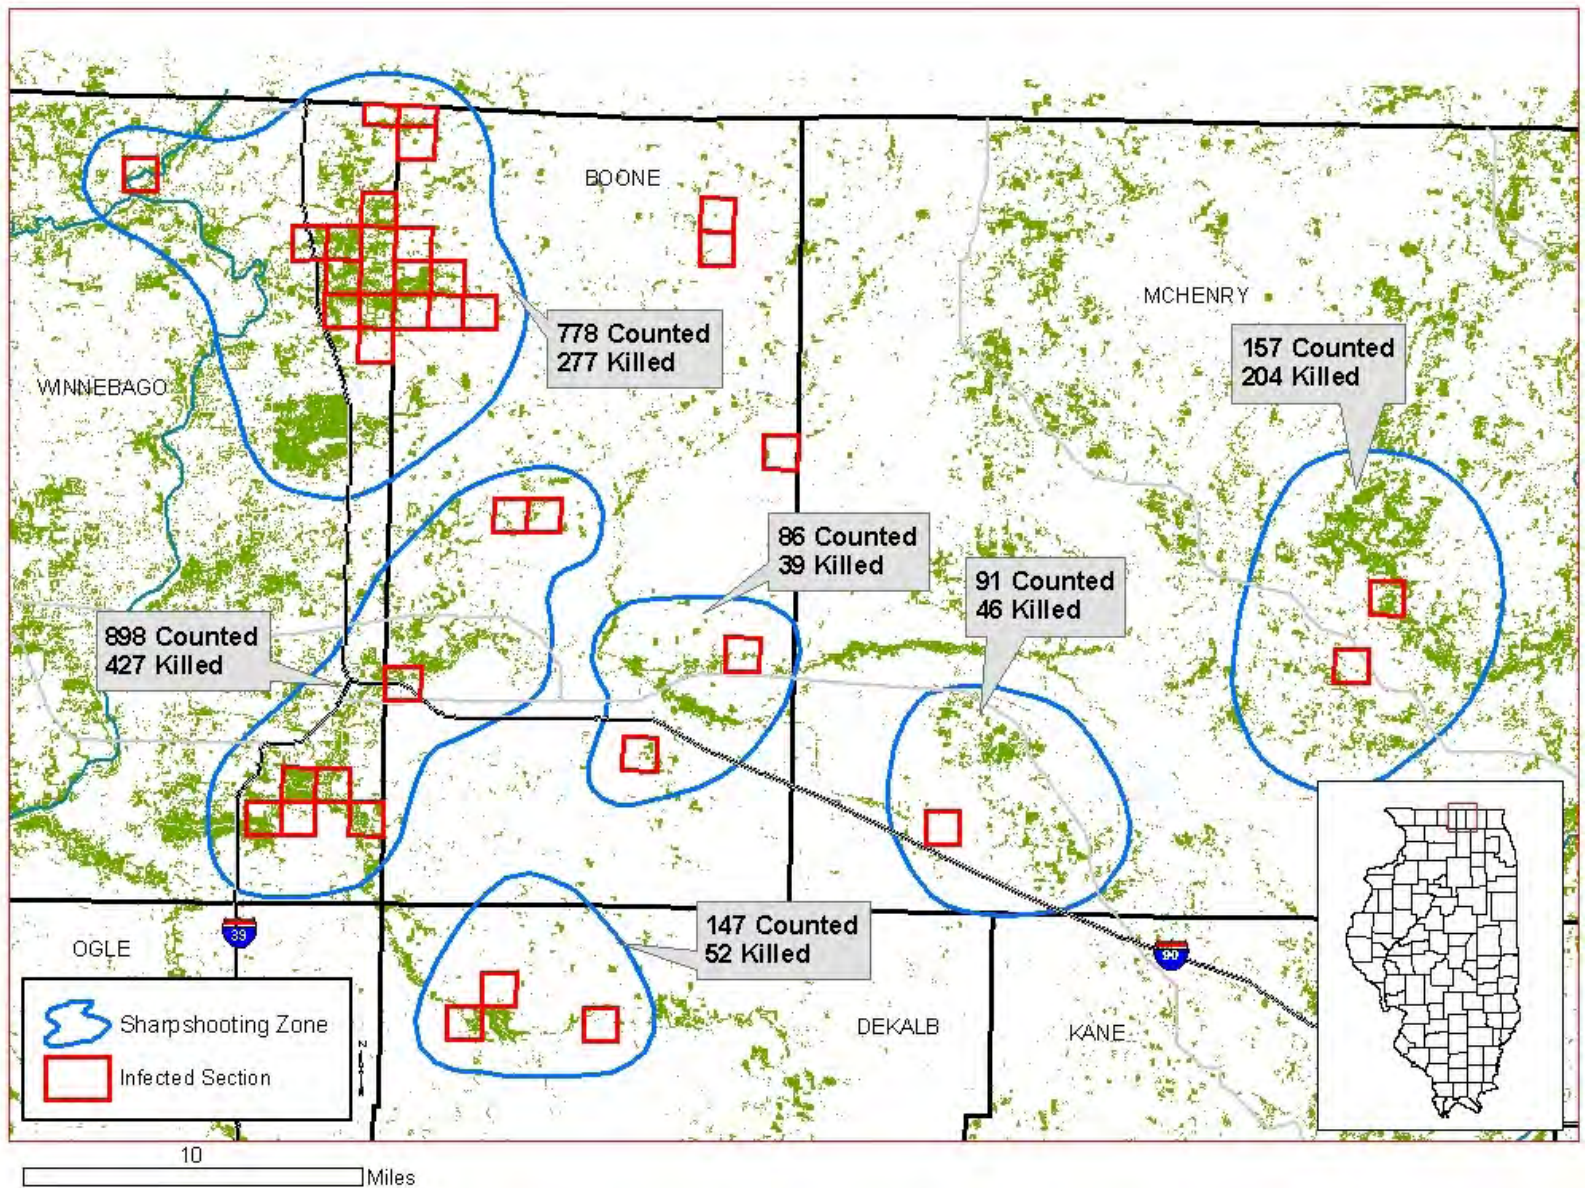 BOONE
MCHENRY
778 Counted
277 Killed
157 Counted
204 Killed
WINNEBAGO
86 Counted
39 Killed
91 Counted
46 Killed
898 Counted
427 Killed
147 Counted
52 Killed
39
OGLE
90
DEKALB
KANE
Sharpshooting Zone
Infected Section
N
10
Miles